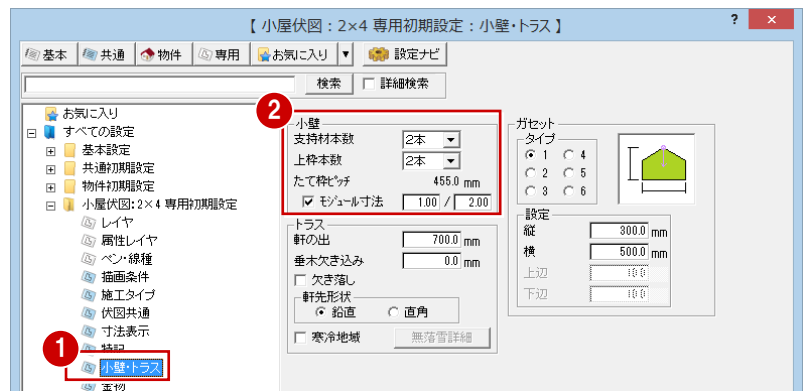 【 小屋伏図：2×4 専用初期設定：小壁・トラス 】
? x
基本 共通 物件 専用 お気に入り ▼ 設定ナビ
検索 詳細検索
お気に入り
すべての設定
基本設定
共通初期設定
物件初期設定
小屋伏図:2×4 専用初期設定
レイヤ
属性レイヤ
ペン・線種
描画条件
施工タイプ
伏図共通
寸法表示
特記
1
小壁・トラス
金物
2
小壁
支持材本数 2本
上枠本数 2本
たて枠ピッチ 455.0 mm
モジュール寸法 1.00 / 2.00
トラス
軒の出 700.0 mm
垂木欠き込み 0.0 mm
欠き落し
軒先形状
鉛直 直角
寒冷地域 無落雪詳細
ガセット
タイプ
1 4
2 5
3 6
設定
縦 300.0 mm
横 500.0 mm
上辺
下辺